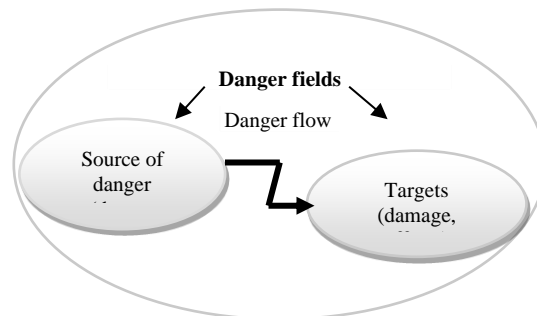 Danger fields
Danger flow
Source of
danger
Targets
(damage,